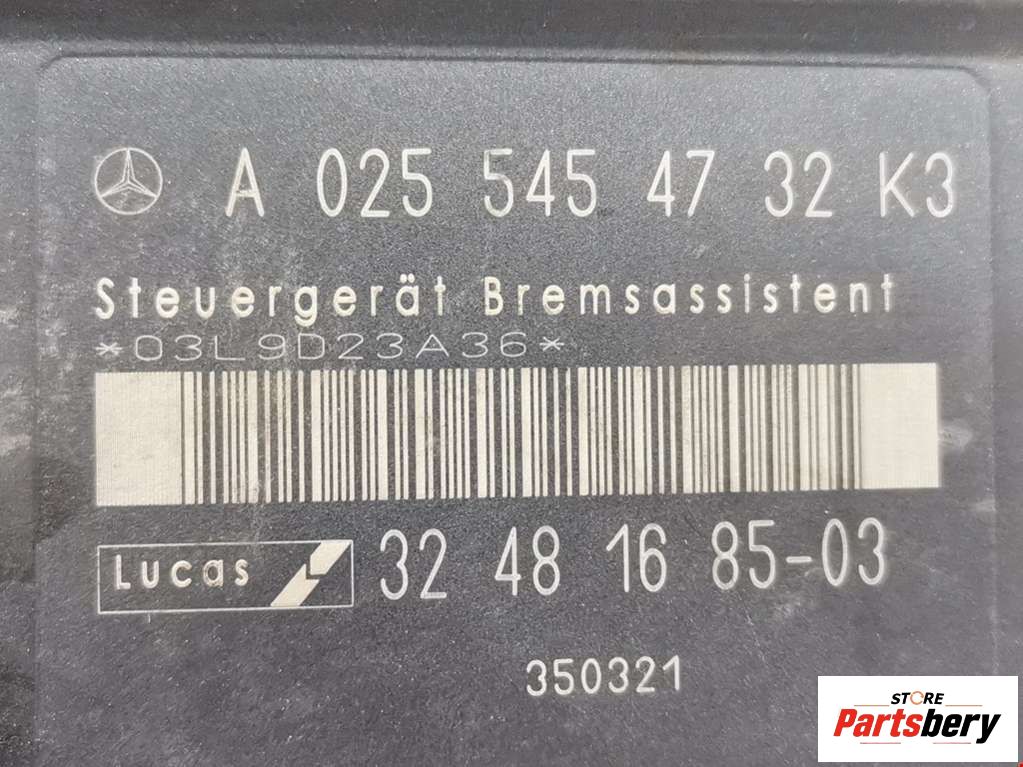 A 025 545 47 32 K3
Steuergerät Bremsassistent
*03L9D23A36*
Lucas 32 48 16 85-03
350321
STORE
Partsbery